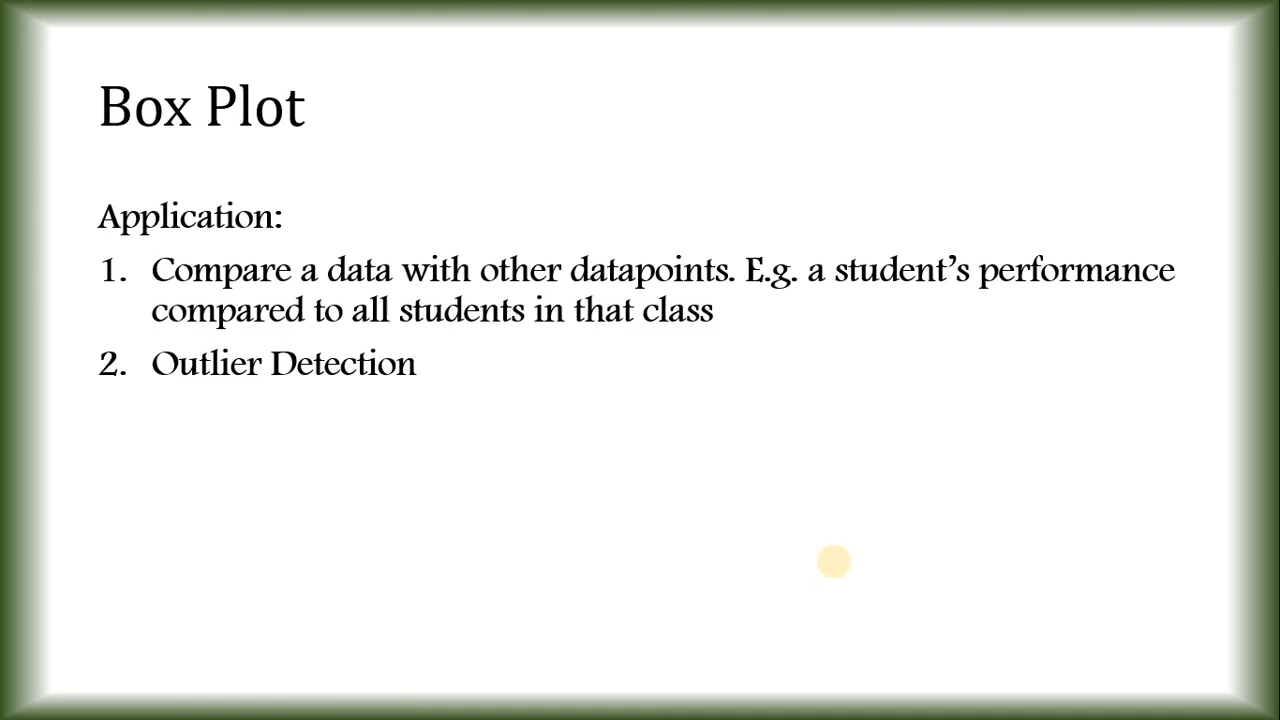 Box Plot
Application:
1. Compare a data with other datapoints. E.g. a student’s performance
compared to all students in that class
2. Outlier Detection